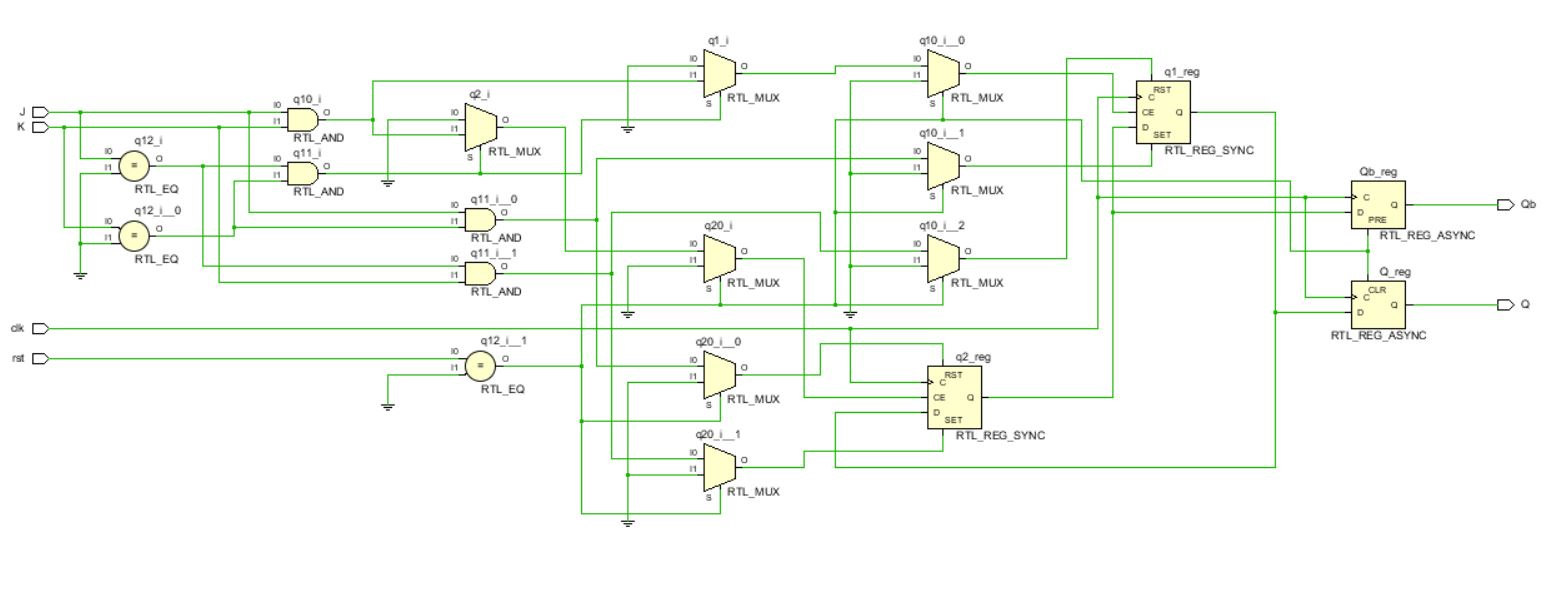 J
K
clk
rst
q12_i
I0
I1
O
=
RTL_EQ
q12_i__0
I0
I1
O
=
RTL_EQ
q10_i
I0
I1
O
RTL_AND
q11_i
I0
I1
O
RTL_AND
q2_i
I0
I1
O
S
RTL_MUX
q11_i__0
I0
I1
O
RTL_AND
q11_i__1
I0
I1
O
RTL_AND
q12_i__1
I0
I1
O
=
RTL_EQ
q1_i
I0
I1
O
S
RTL_MUX
q20_i
I0
I1
O
S
RTL_MUX
q20_i__0
I0
I1
O
S
RTL_MUX
q20_i__1
I0
I1
O
S
RTL_MUX
q10_i__0
I0
I1
O
S
RTL_MUX
q10_i__1
I0
I1
O
S
RTL_MUX
q10_i__2
I0
I1
O
S
RTL_MUX
q2_reg
RST
C
CE
Q
D
SET
RTL_REG_SYNC
q1_reg
RST
C
CE
Q
D
SET
RTL_REG_SYNC
Qb_reg
C
Q
D
PRE
RTL_REG_ASYNC
Q_reg
CLR
C
Q
D
RTL_REG_ASYNC
Qb
Q